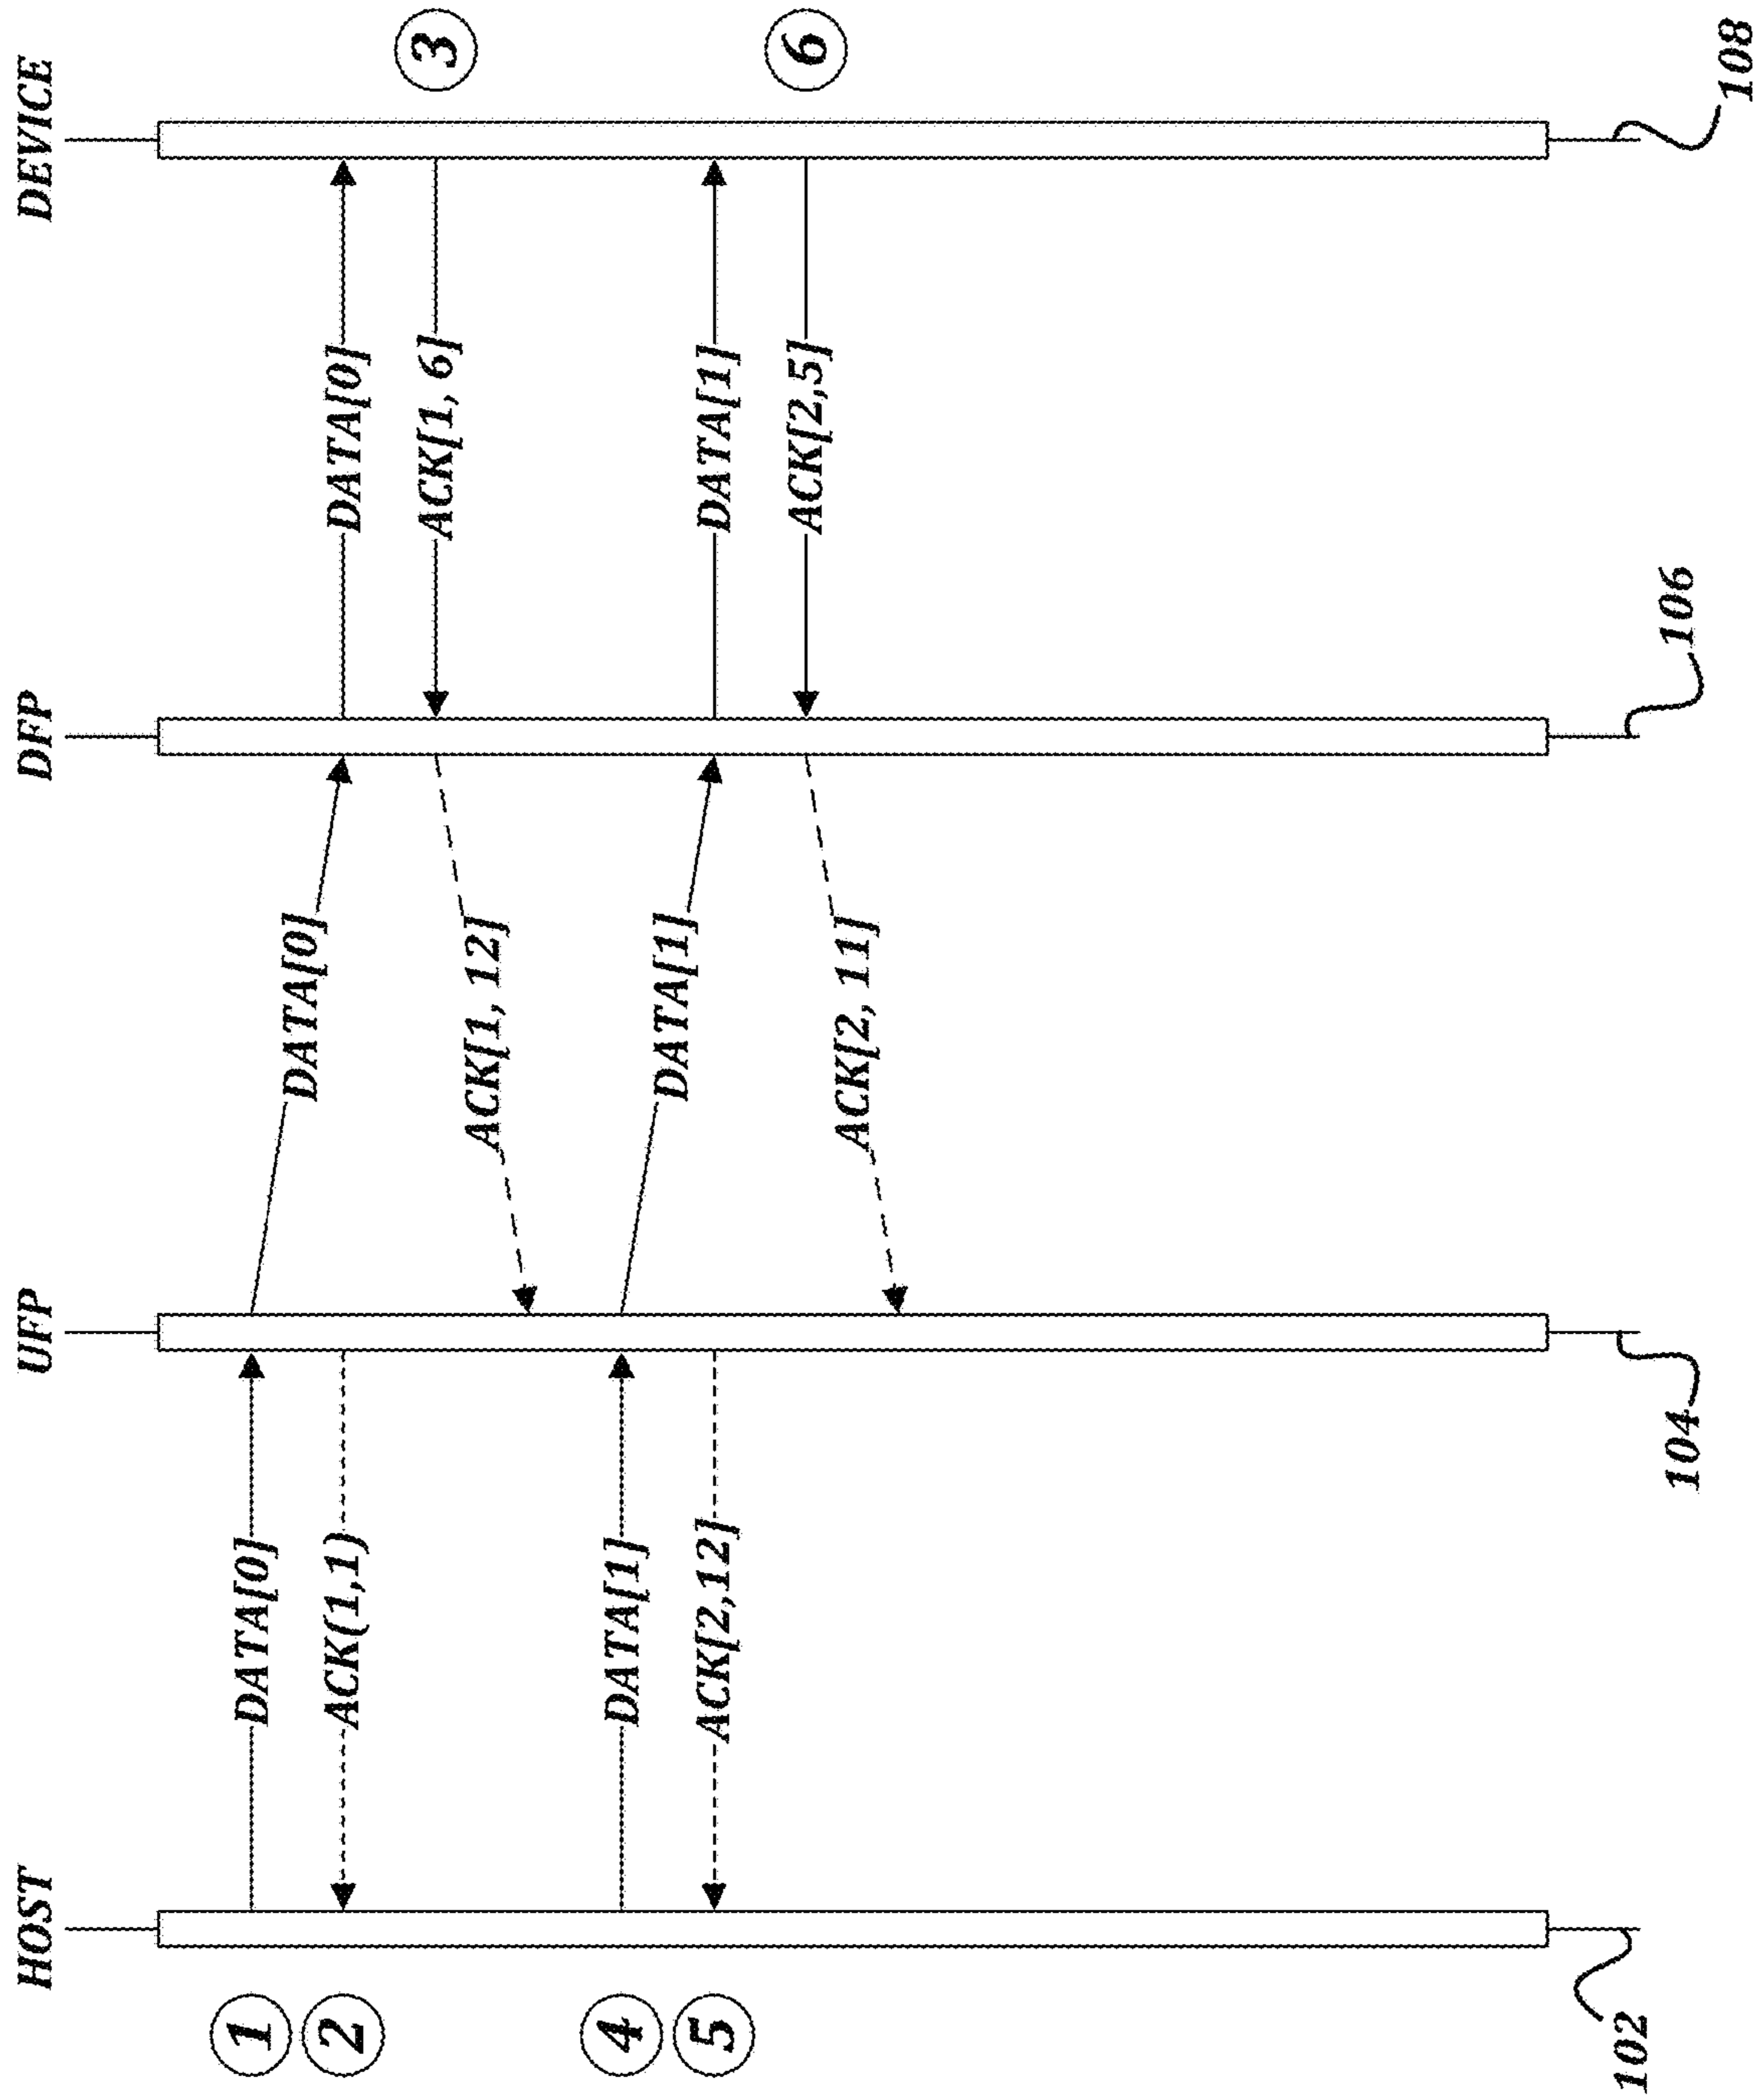 HOST
UFP
DFP
DEVICE
1
DATA[0]
DATA[0]
2
ACK(1,1)
DATA[0]
ACK[1, 6]
3
ACK[1, 12]
4
DATA[1]
DATA[1]
5
ACK[2,12]
DATA[1]
ACK[2,5]
6
ACK[2, 11]
102
104
106
108